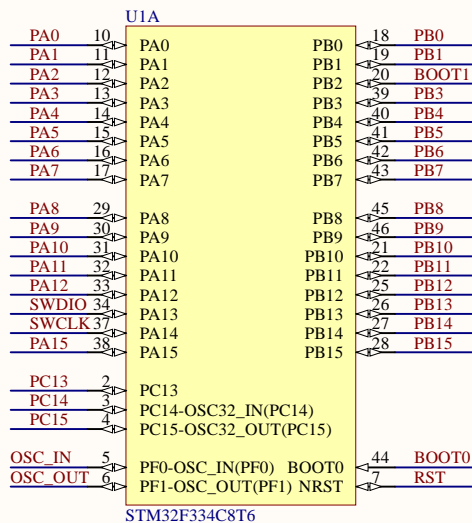 U1A
PA0 10 PA0 PB0 18 PB0
PA1 11 PA1 PB1 19 PB1
PA2 12 PA2 PB2 20 BOOT1
PA3 13 PA3 PB3 39 PB3
PA4 14 PA4 PB4 40 PB4
PA5 15 PA5 PB5 41 PB5
PA6 16 PA6 PB6 42 PB6
PA7 17 PA7 PB7 43 PB7
PA8 29 PA8 PB8 45 PB8
PA9 30 PA9 PB9 46 PB9
PA10 31 PA10 PB10 21 PB10
PA11 32 PA11 PB11 22 PB11
PA12 33 PA12 PB12 25 PB12
SWDIO 34 PA13 PB13 26 PB13
SWCLK 37 PA14 PB14 27 PB14
PA15 38 PA15 PB15 28 PB15
PC13 2 PC13
PC14 3 PC14-OSC32_IN(PC14)
PC15 4 PC15-OSC32_OUT(PC15)
OSC_IN 5 PF0-OSC_IN(PF0) BOOT0 44 BOOT0
OSC_OUT 6 PF1-OSC_OUT(PF1) NRST 7 RST
STM32F334C8T6